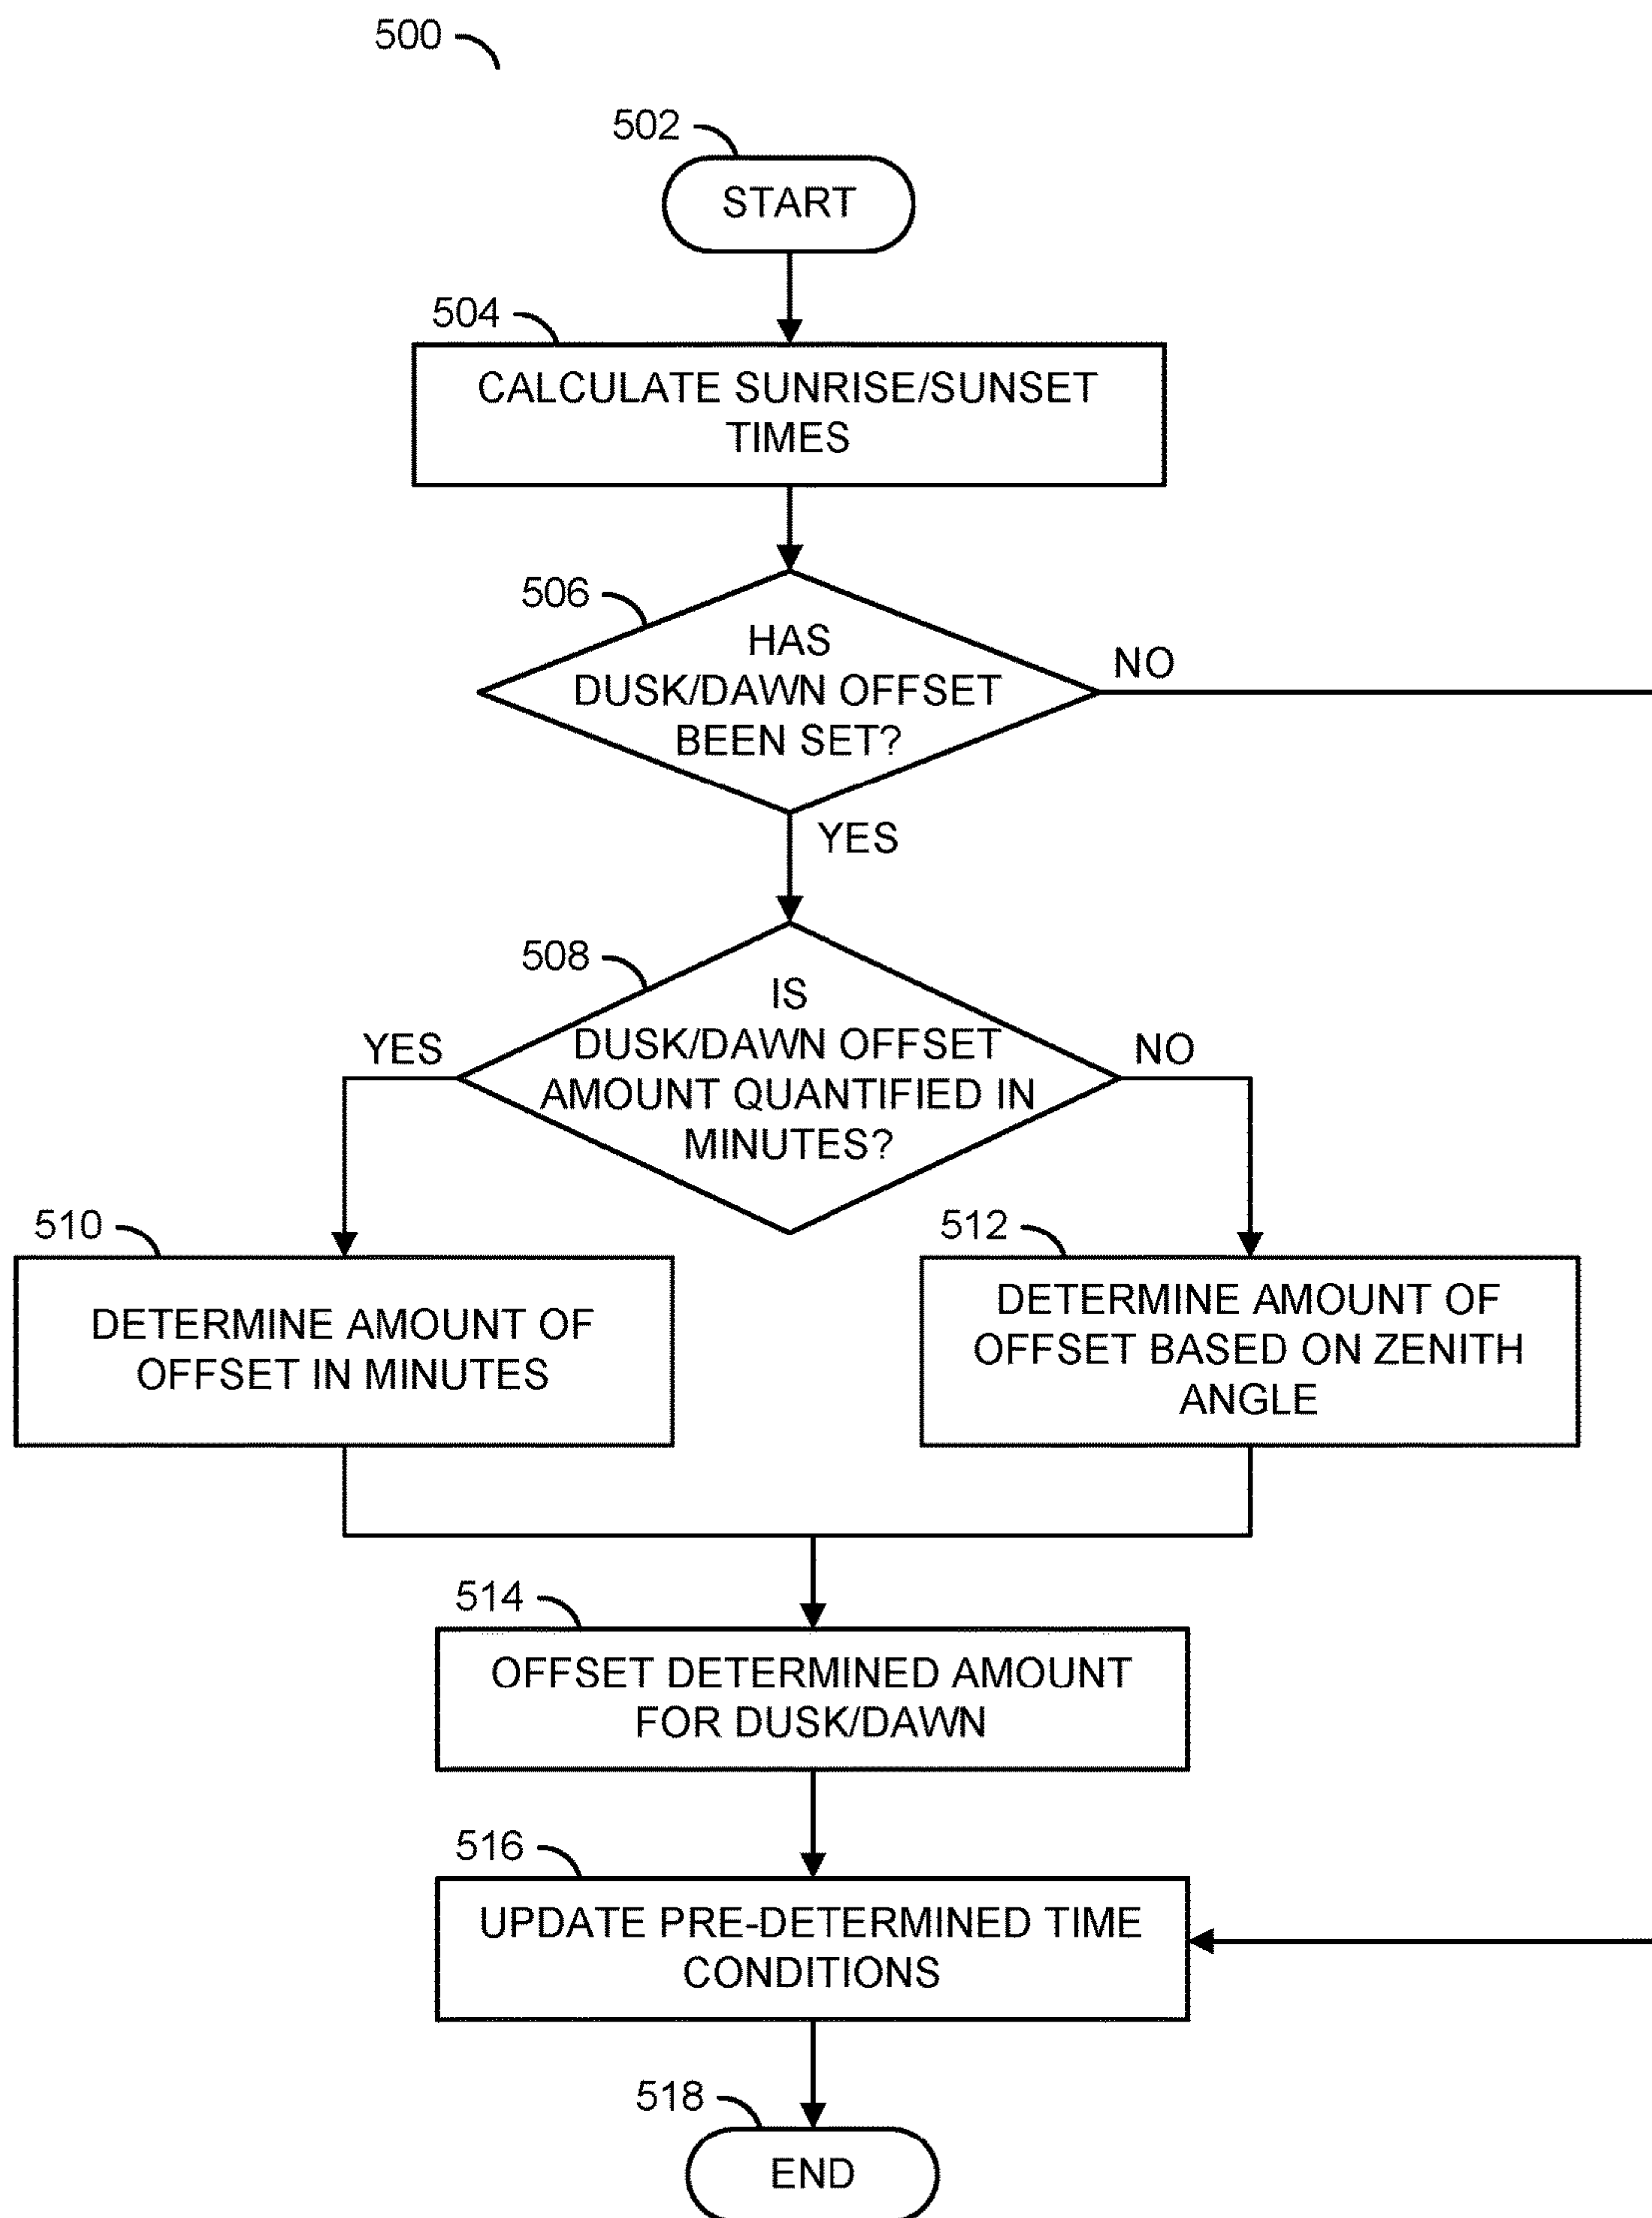 500
502
START
504
CALCULATE SUNRISE/SUNSET
TIMES
506
HAS
DUSK/DAWN OFFSET
BEEN SET?
NO
YES
508
IS
DUSK/DAWN OFFSET
AMOUNT QUANTIFIED IN
MINUTES?
YES
NO
510
DETERMINE AMOUNT OF
OFFSET IN MINUTES
512
DETERMINE AMOUNT OF
OFFSET BASED ON ZENITH
ANGLE
514
OFFSET DETERMINED AMOUNT
FOR DUSK/DAWN
516
UPDATE PRE-DETERMINED TIME
CONDITIONS
518
END